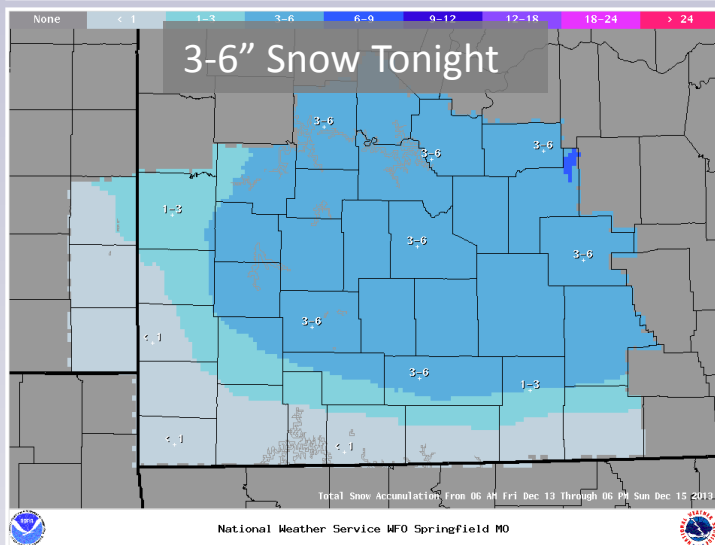 None < 1 1-3 3-6 6-9 9-12 12-18 18-24 > 24
3-6” Snow Tonight
3-6
3-6
3-6
1-3
3-6
3-6
3-6
< 1
3-6
1-3
< 1
< 1
Total Snow Accumulation From 06 AM Fri Dec 13 Through 06 PM Sun Dec 15 2013
NOAA
National Weather Service WFO Springfield MO